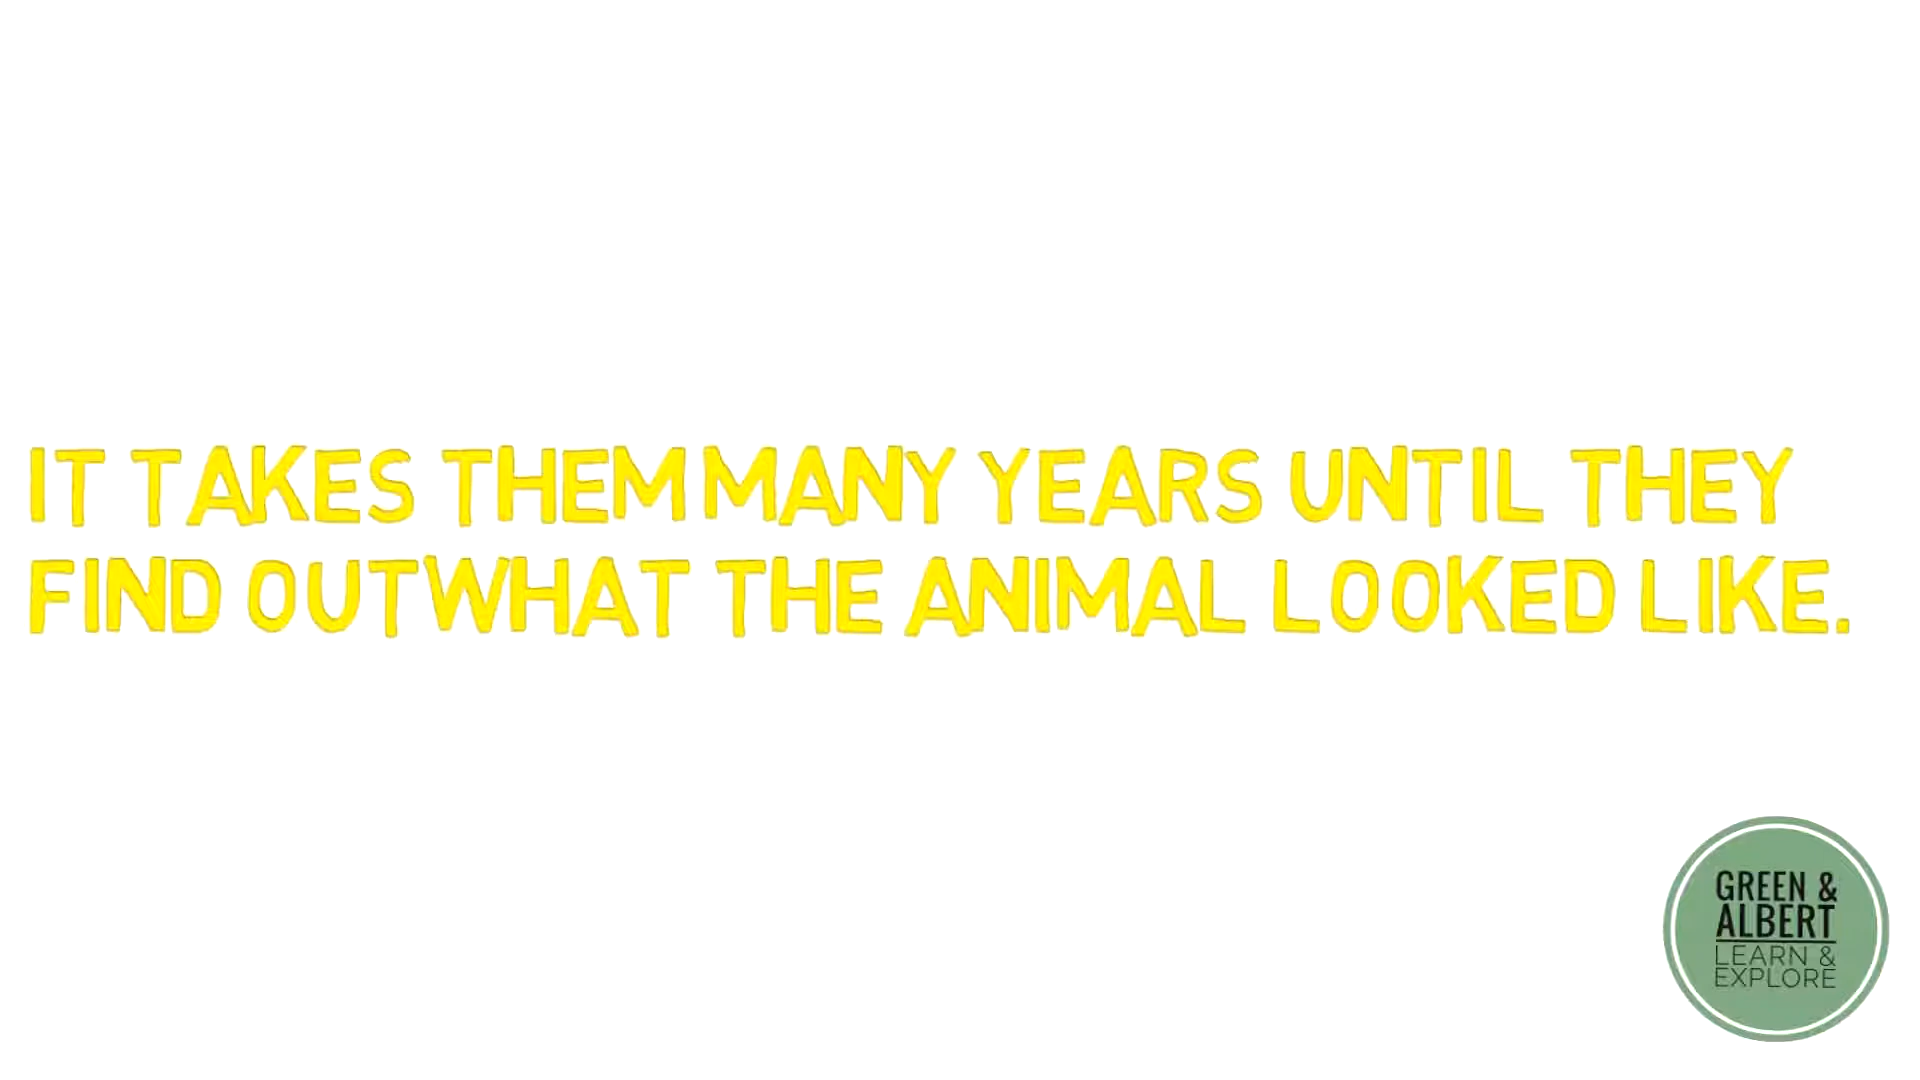 IT TAKES THEM MANY YEARS UNTIL THEY
FIND OUT WHAT THE ANIMAL LOOKED LIKE.
GREEN &
ALBERT
LEARN &
EXPLORE